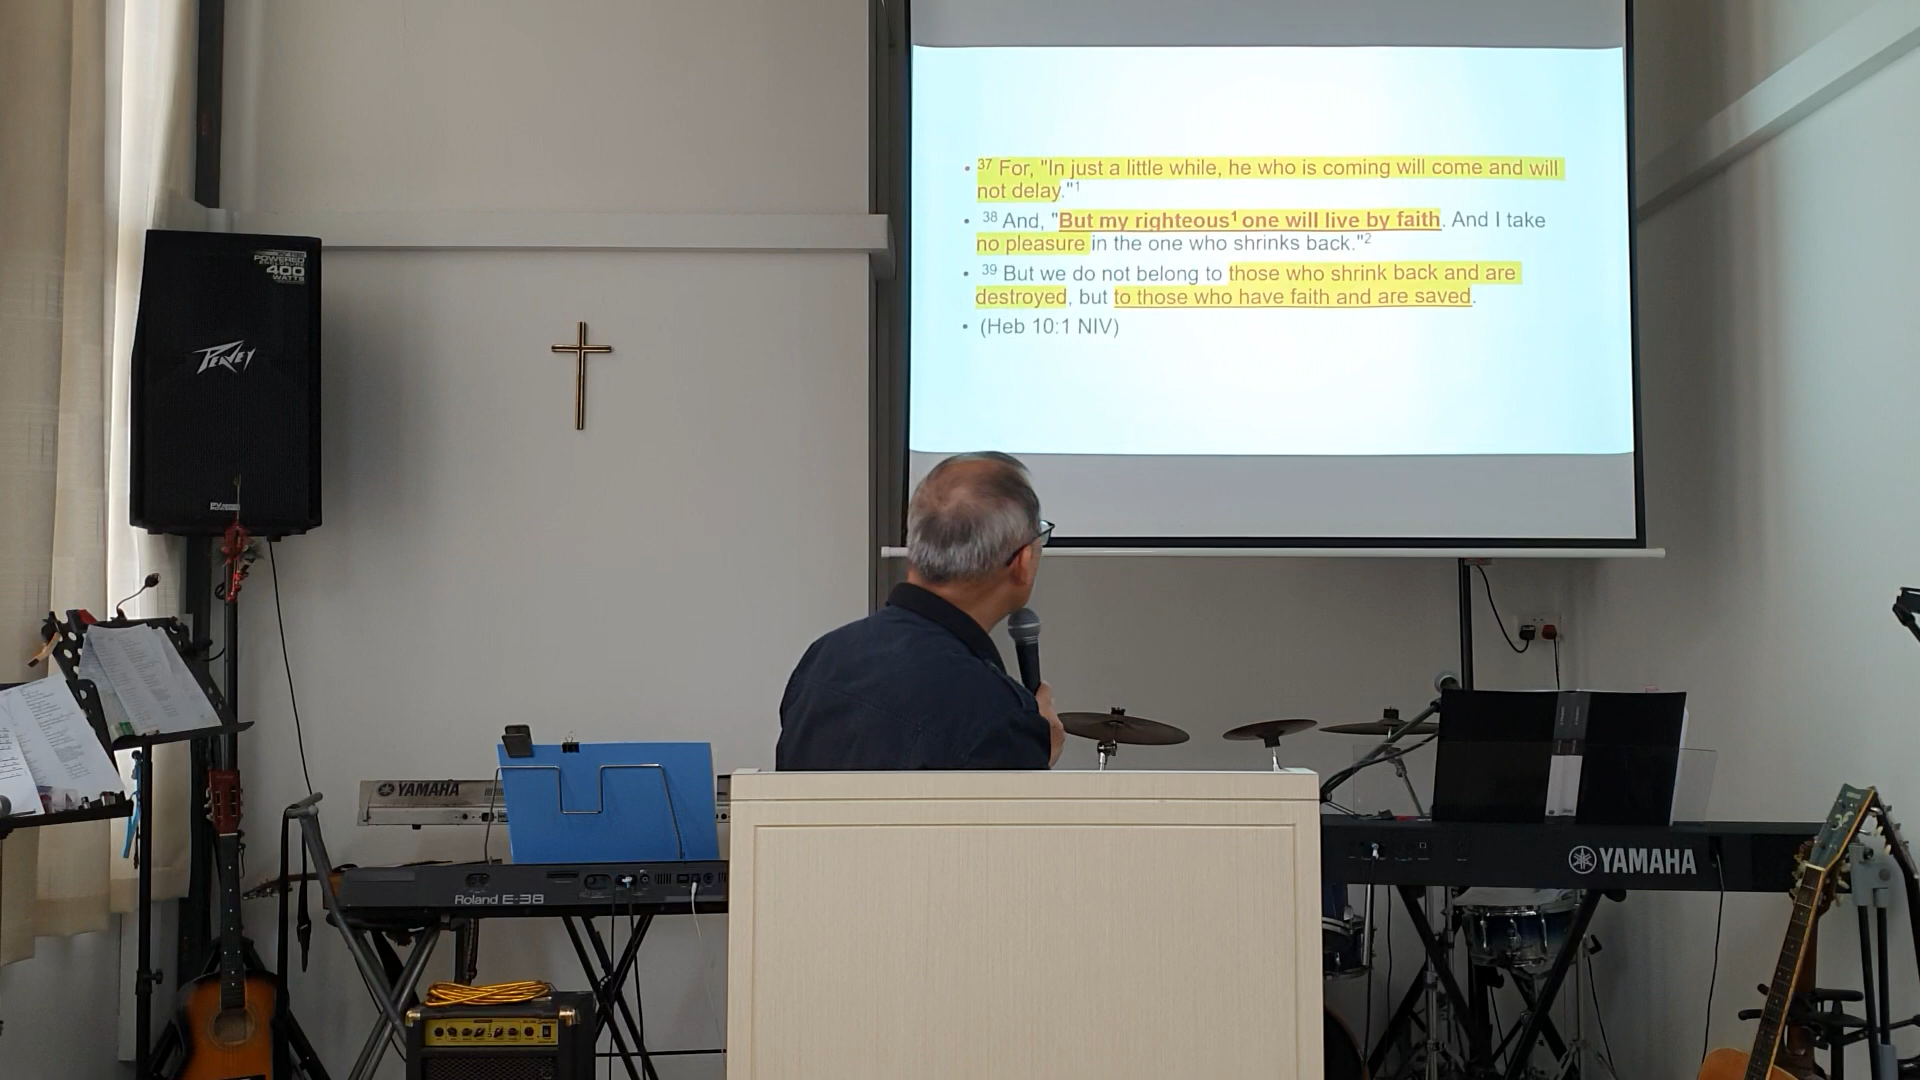 37 For, "In just a little while, he who is coming will come and will
not delay."1
38 And, "But my righteous1 one will live by faith. And I take
no pleasure in the one who shrinks back."2
39 But we do not belong to those who shrink back and are
destroyed, but to those who have faith and are saved.
(Heb 10:1 NIV)
POWERED
400
WATTS
PEAVEY
YAMAHA
Roland E-38
YAMAHA